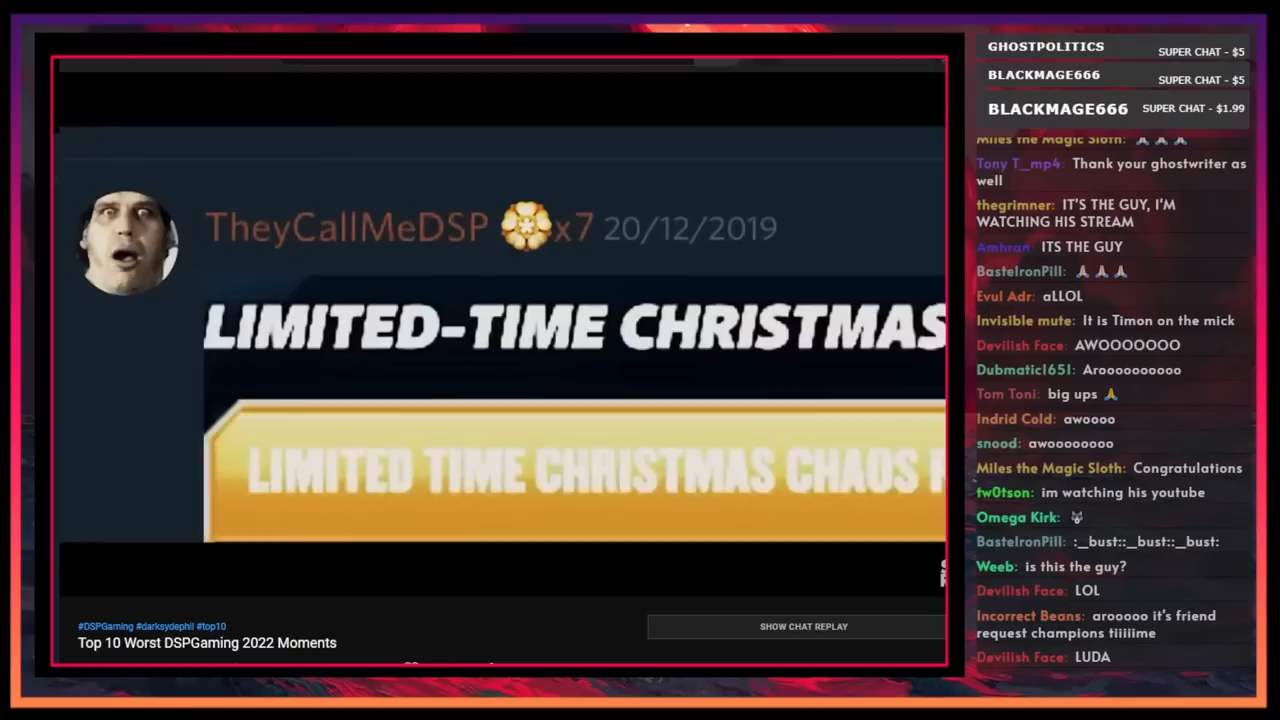 TheyCallMeDSP x7 20/12/2019
LIMITED-TIME CHRISTMAS
LIMITED TIME CHRISTMAS CHAOS
#DSPGaming #darksydephil #top10
Top 10 Worst DSPGaming 2022 Moments
SHOW CHAT REPLAY
GHOSTPOLITICS SUPER CHAT - $5
BLACKMAGE666 SUPER CHAT - $5
BLACKMAGE666 SUPER CHAT - $1.99
Miles the Magic Sloth: 🙏🙏🙏
Tony T_mp4: Thank your ghostwriter as
well
thegrimner: IT'S THE GUY, I'M
WATCHING HIS STREAM
Amhran: ITS THE GUY
BasteIronPill: 🙏🙏🙏
Evul Adr: aLLOL
Invisible mute: It is Timon on the mick
Devilish Face: AWOOOOOOO
Dubmatic1651: Aroooooooooo
Tom Toni: big ups 🙏
Indrid Cold: awoooo
snood: awoooooooo
Miles the Magic Sloth: Congratulations
tw0tson: im watching his youtube
Omega Kirk: 🐺
BasteIronPill: :_bust::_bust::_bust:
Weeb: is this the guy?
Devilish Face: LOL
Incorrect Beans: arooooo it's friend
request champions tiiiiime
Devilish Face: LUDA